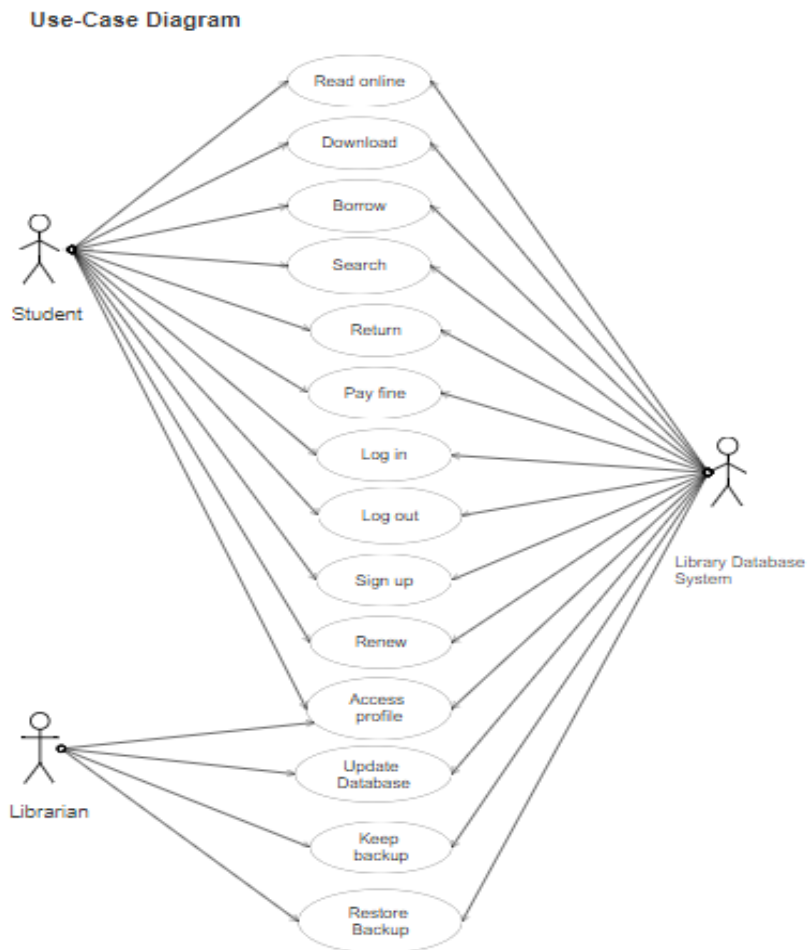 Use-Case Diagram
Read online
Download
Borrow
Search
Student
Return
Pay fine
Log in
Log out
Library Database
System
Sign up
Renew
Access
profile
Update
Database
Librarian
Keep
backup
Restore
Backup